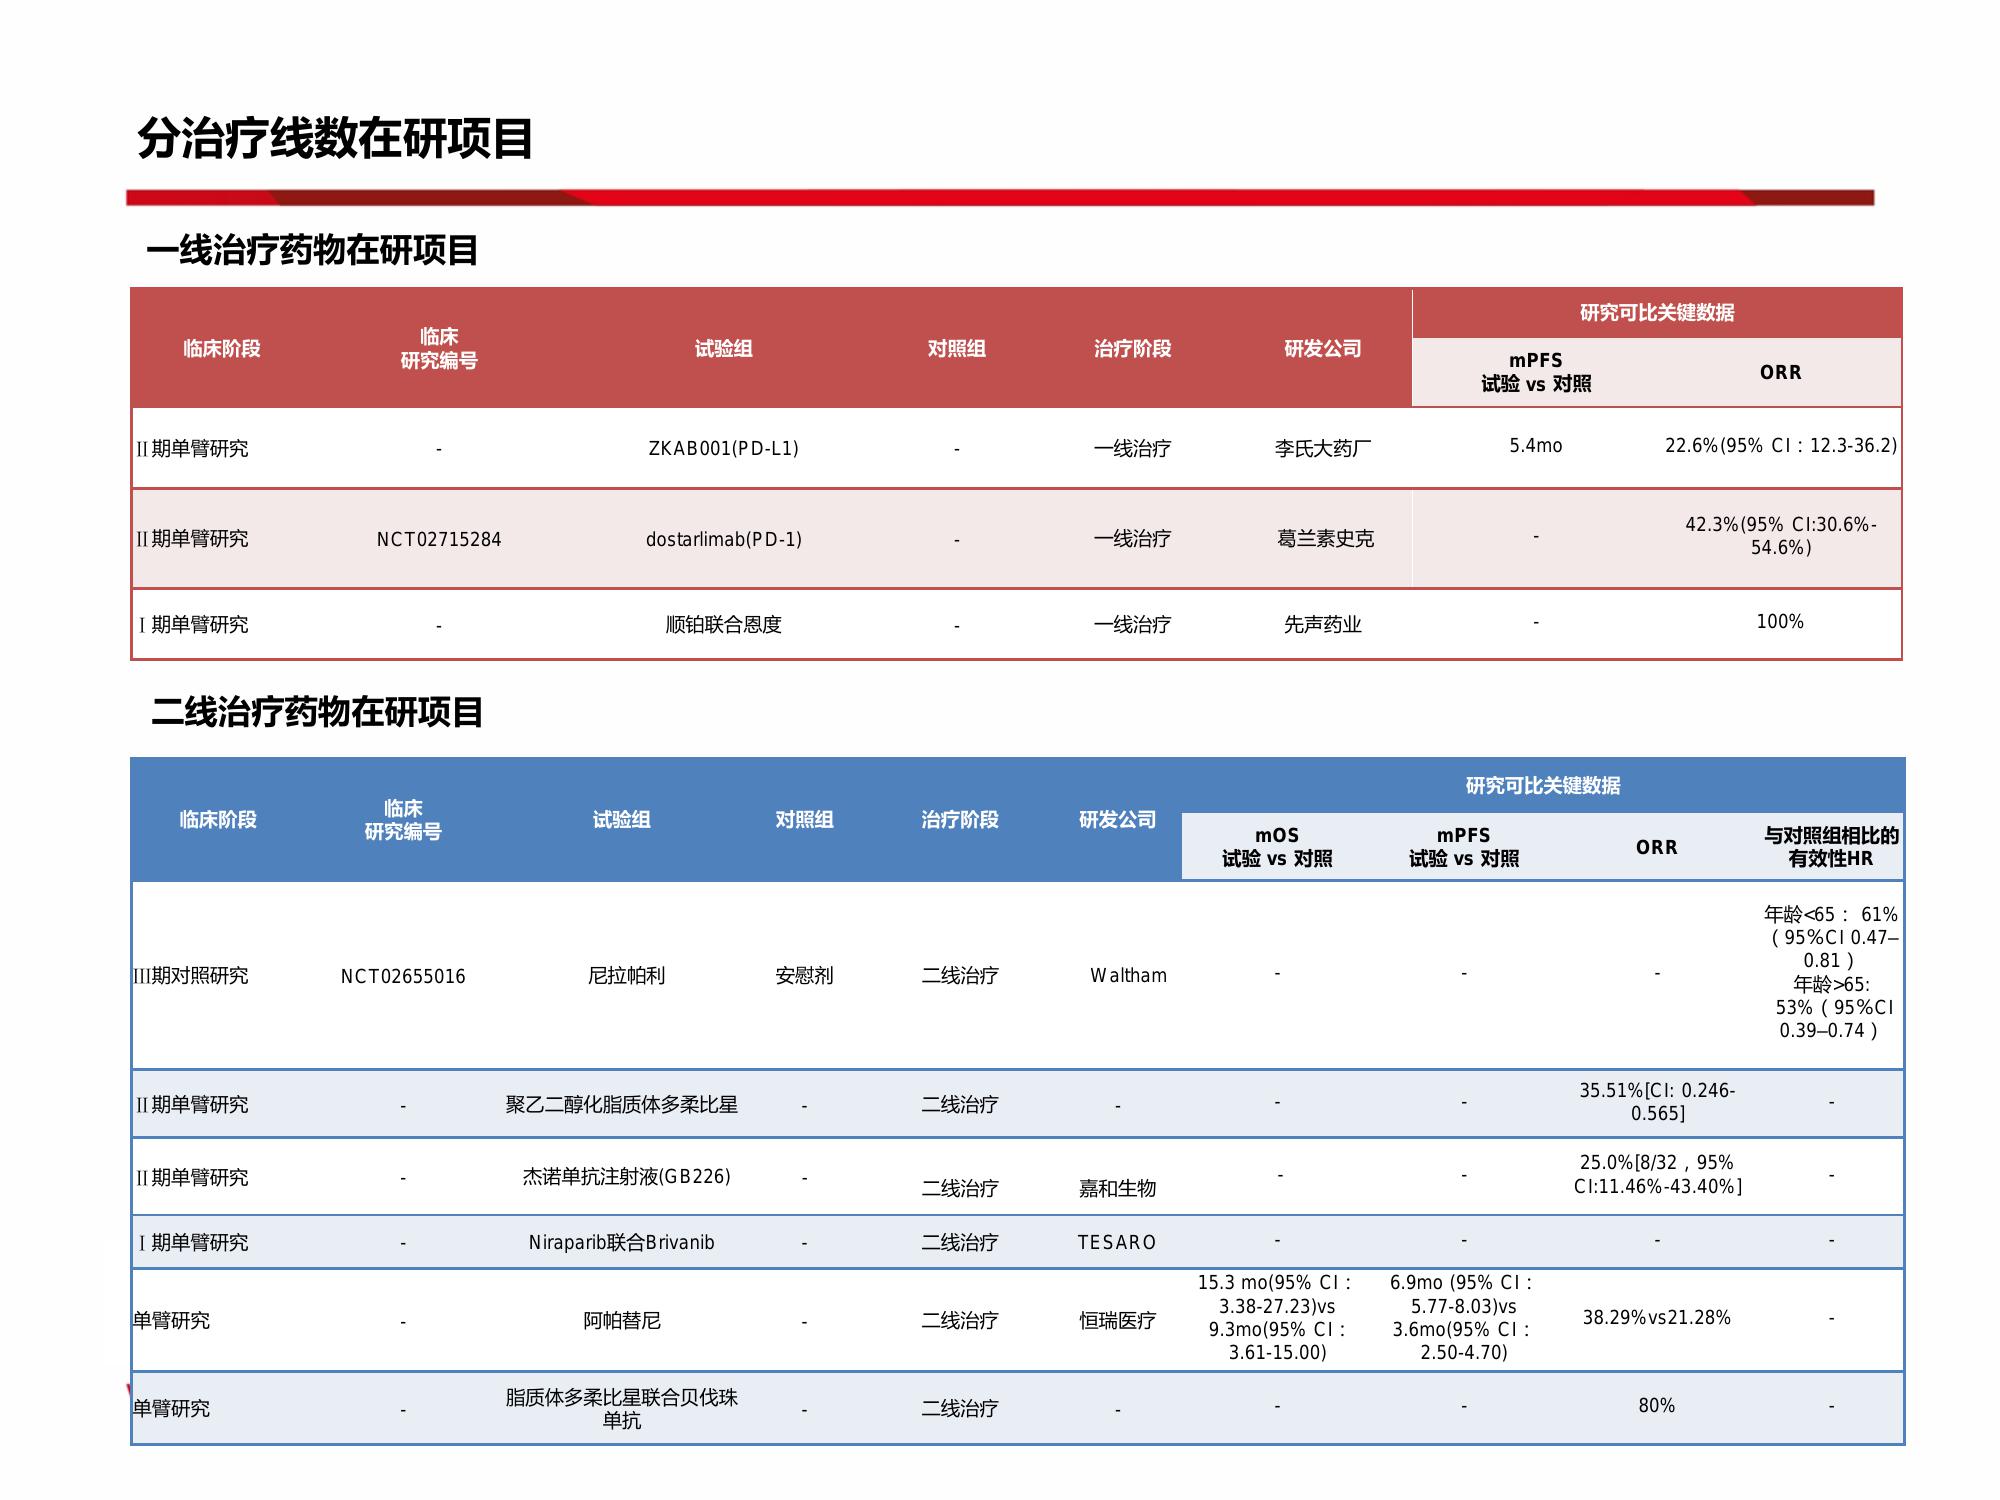 分治疗线数在研项目
一线治疗药物在研项目
临床阶段
临床
研究编号
试验组
对照组
治疗阶段
研发公司
研究可比关键数据
mPFS
试验 vs 对照
ORR
Ⅱ期单臂研究
-
ZKAB001(PD-L1)
-
一线治疗
李氏大药厂
5.4mo
22.6%(95% CI：12.3-36.2)
Ⅱ期单臂研究
NCT02715284
dostarlimab(PD-1)
-
一线治疗
葛兰素史克
-
42.3%(95% CI:30.6%-
54.6%)
Ⅰ期单臂研究
-
顺铂联合恩度
-
一线治疗
先声药业
-
100%
二线治疗药物在研项目
临床阶段
临床
研究编号
试验组
对照组
治疗阶段
研发公司
研究可比关键数据
mOS
试验 vs 对照
mPFS
试验 vs 对照
ORR
与对照组相比的
有效性HR
III期对照研究
NCT02655016
尼拉帕利
安慰剂
二线治疗
Waltham
-
-
-
年龄<65： 61%
（95%CI 0.47–
0.81）
年龄>65:
53%（95%CI
0.39–0.74）
Ⅱ期单臂研究
-
聚乙二醇化脂质体多柔比星
-
二线治疗
-
-
-
35.51%[CI: 0.246-
0.565]
-
Ⅱ期单臂研究
-
杰诺单抗注射液(GB226)
-
二线治疗
嘉和生物
-
-
25.0%[8/32，95%
CI:11.46%-43.40%]
-
Ⅰ期单臂研究
-
Niraparib联合Brivanib
-
二线治疗
TESARO
-
-
-
-
单臂研究
-
阿帕替尼
-
二线治疗
恒瑞医疗
15.3 mo(95% CI：
3.38-27.23)vs
9.3mo(95% CI：
3.61-15.00)
6.9mo (95% CI：
5.77-8.03)vs
3.6mo(95% CI：
2.50-4.70)
38.29%vs21.28%
-
单臂研究
-
脂质体多柔比星联合贝伐珠
单抗
-
二线治疗
-
-
-
80%
-